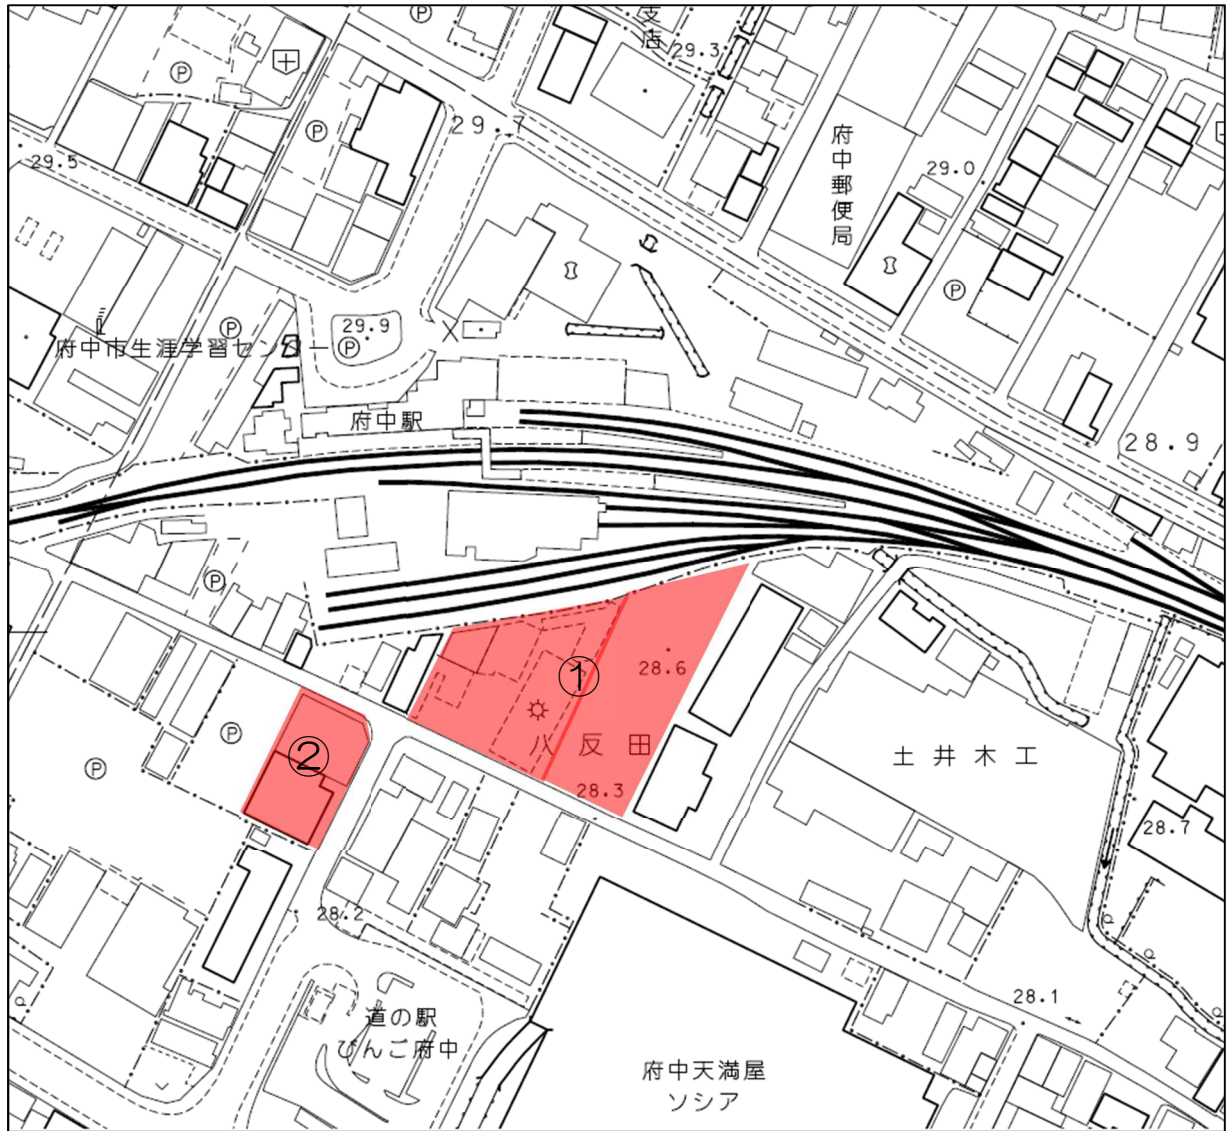 支店
29.3
Ⓟ
Ⓟ
29.7
Ⓟ
29.5
府中郵便局
29.0
Ⓟ
29.9
Ⓟ
府中市生涯学習センター
Ⓟ
府中駅
28.9
Ⓟ
①
28.6
②
Ⓟ
八反田
土井木工
Ⓟ
28.3
28.7
28.2
道の駅
びんご府中
28.1
府中天満屋
ソシア